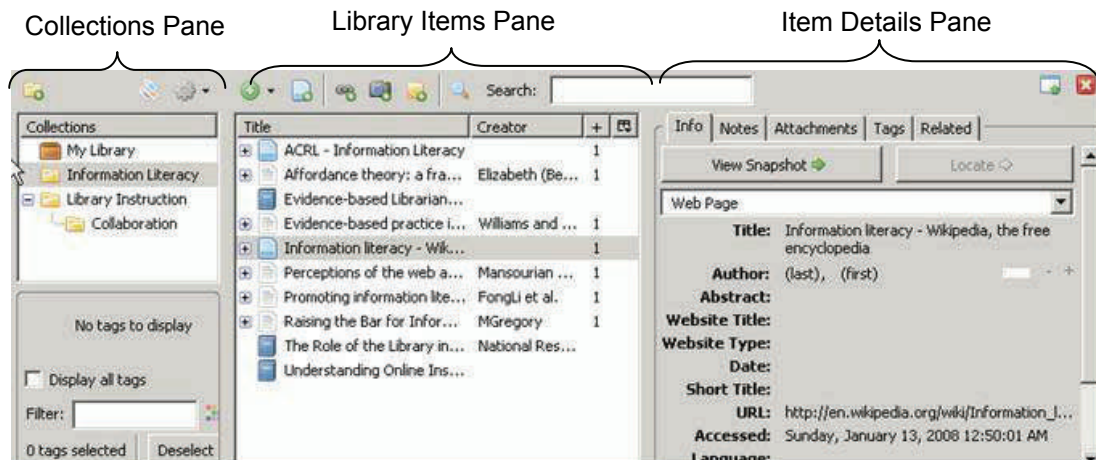 Collections Pane
Library Items Pane
Item Details Pane
Search:
Collections
My Library
Information Literacy
Library Instruction
Collaboration
No tags to display
Display all tags
Filter:
0 tags selected Deselect
Title Creator +
ACRL - Information Literacy 1
Affordance theory: a fra... Elizabeth (Be... 1
Evidence-based Librarian...
Evidence-based practice i... Williams and ... 1
Information literacy - Wik... 1
Perceptions of the web a... Mansourian ... 1
Promoting information lite... FongLi et al. 1
Raising the Bar for Infor... MGregory 1
The Role of the Library in... National Res...
Understanding Online Ins...
Info Notes Attachments Tags Related
View Snapshot Locate
Web Page
Title: Information literacy - Wikipedia, the free
encyclopedia
Author: (last), (first) - +
Abstract:
Website Title:
Website Type:
Date:
Short Title:
URL: http://en.wikipedia.org/wiki/Information_l...
Accessed: Sunday, January 13, 2008 12:50:01 AM
Language: